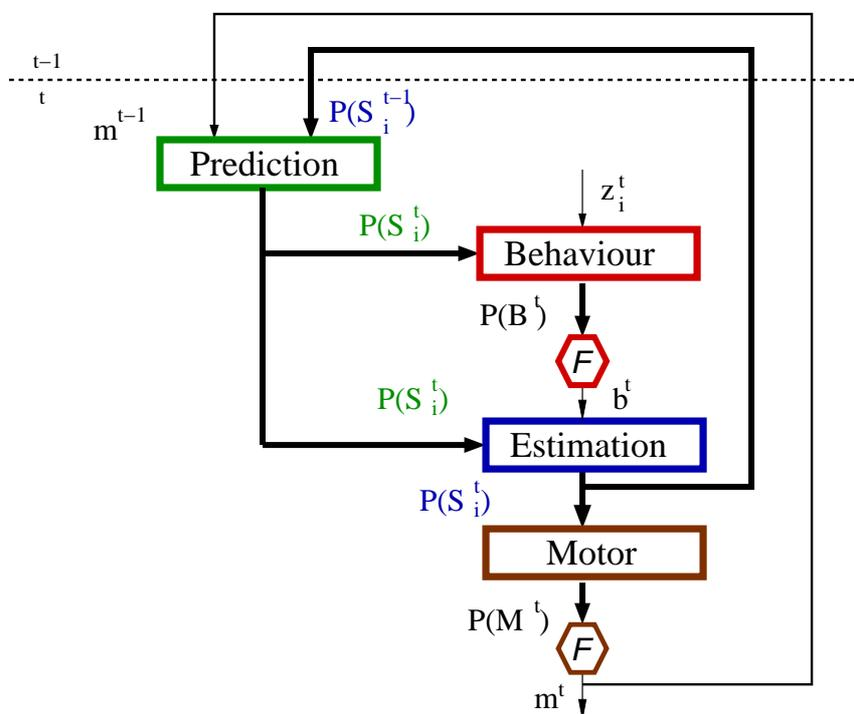 t–1
t
m^t–1
P(S_i^t–1)
Prediction
z_i^t
P(S_i^t)
Behaviour
P(B^t)
F
P(S_i^t)
b^t
Estimation
P(S_i^t)
Motor
P(M^t)
F
m^t